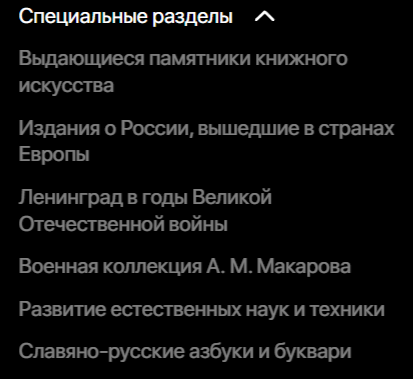 Специальные разделы
Выдающиеся памятники книжного
искусства
Издания о России, вышедшие в странах
Европы
Ленинград в годы Великой
Отечественной войны
Военная коллекция А. М. Макарова
Развитие естественных наук и техники
Славяно-русские азбуки и буквари